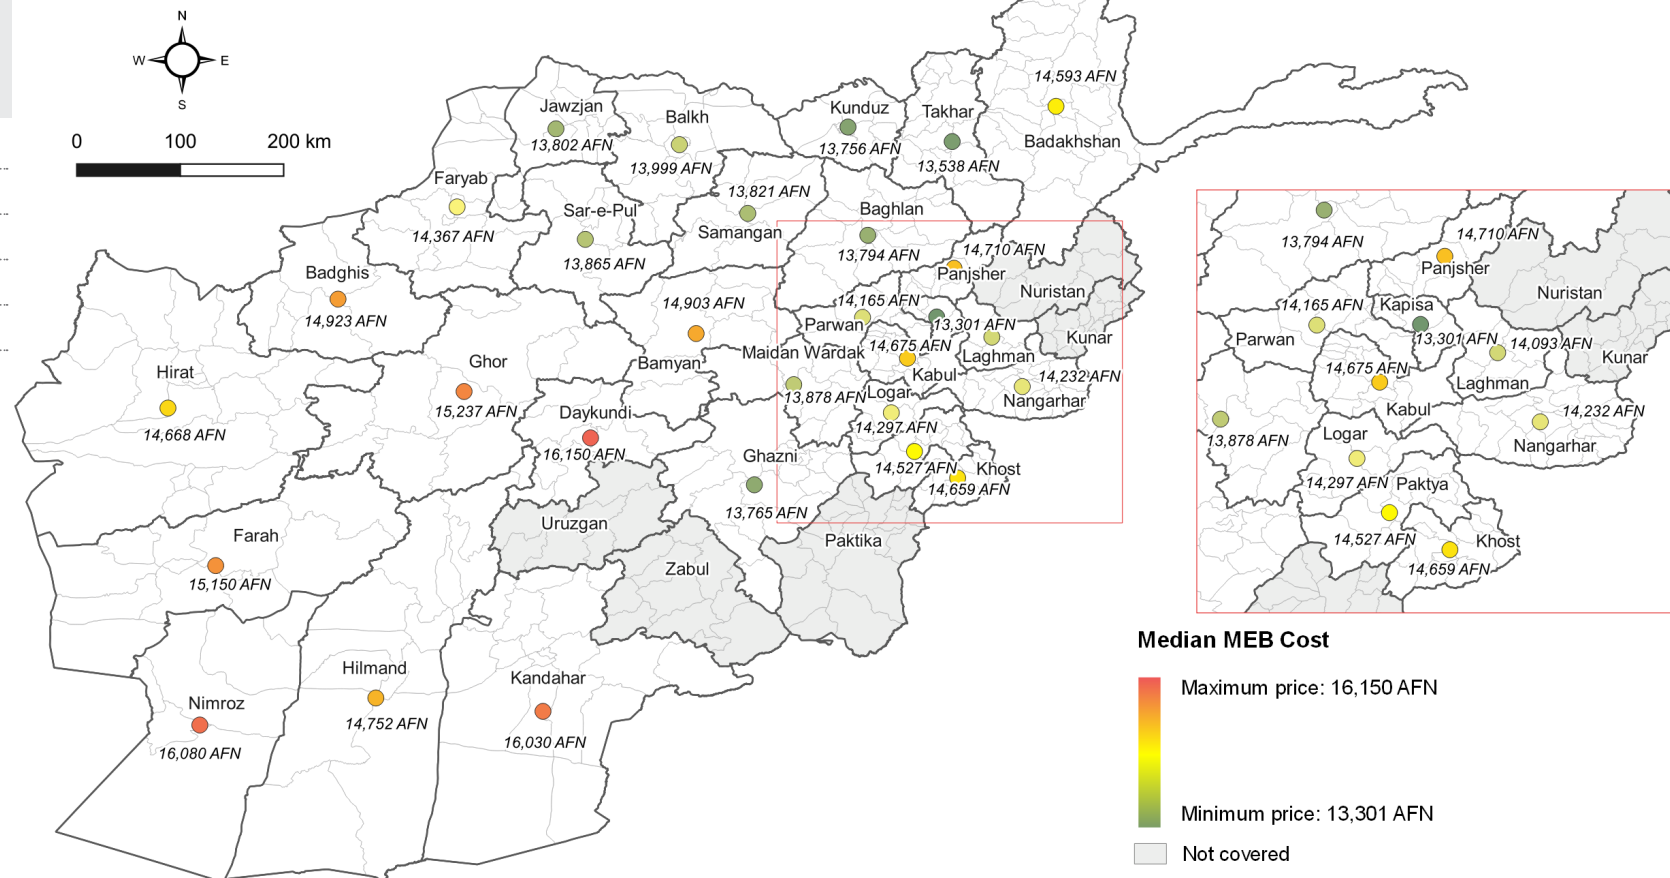 N
W
E
S
0
100
200 km
14,593 AFN
Badakhshan
Jawzjan
13,802 AFN
Balkh
13,999 AFN
Kunduz
13,756 AFN
Takhar
13,538 AFN
Faryab
14,367 AFN
Sar-e-Pul
13,865 AFN
13,821 AFN
Samangan
Baghlan
13,794 AFN
14,710 AFN
Panjsher
Nuristan
Kunar
Badghis
14,923 AFN
14,903 AFN
Bamyan
14,165 AFN
Parwan
13,301 AFN
14,675 AFN
Kabul
Laghman
14,232 AFN
Nangarhar
Maidan Wardak
13,878 AFN
Logar
14,297 AFN
14,527 AFN
Khost
14,659 AFN
Hirat
14,668 AFN
Ghor
15,237 AFN
Daykundi
16,150 AFN
Ghazni
13,765 AFN
Uruzgan
Zabul
Paktika
Farah
15,150 AFN
Nimroz
16,080 AFN
Hilmand
14,752 AFN
Kandahar
16,030 AFN
13,794 AFN
14,710 AFN
Panjsher
Nuristan
14,165 AFN
Kapisa
Parwan
13,301 AFN
14,093 AFN
Kunar
14,675 AFN
Laghman
Kabul
14,232 AFN
Nangarhar
13,878 AFN
Logar
14,297 AFN
Paktya
14,527 AFN
Khost
14,659 AFN
Median MEB Cost
Maximum price: 16,150 AFN
Minimum price: 13,301 AFN
Not covered